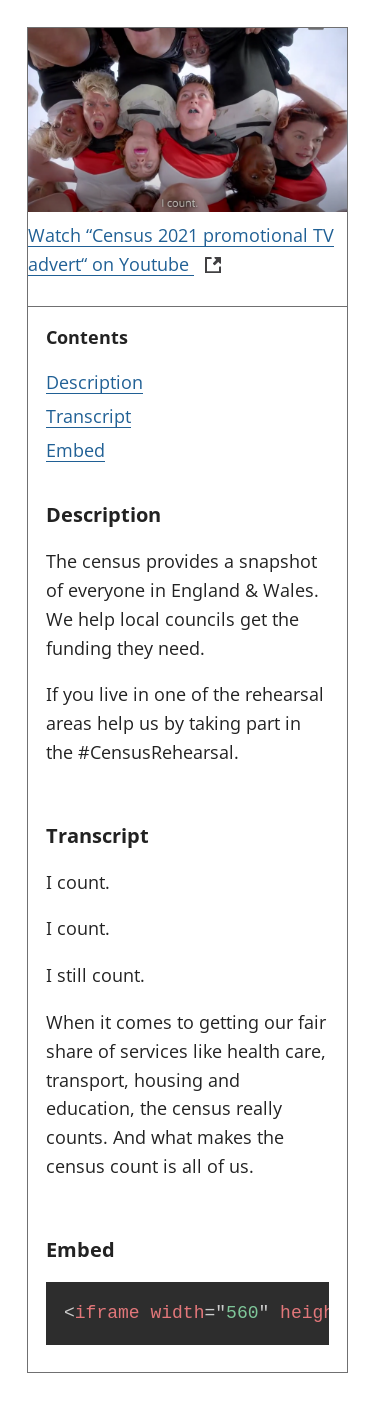 I count.
Watch “Census 2021 promotional TV
advert“ on Youtube
Contents
Description
Transcript
Embed
Description
The census provides a snapshot
of everyone in England & Wales.
We help local councils get the
funding they need.
If you live in one of the rehearsal
areas help us by taking part in
the #CensusRehearsal.
Transcript
I count.
I count.
I still count.
When it comes to getting our fair
share of services like health care,
transport, housing and
education, the census really
counts. And what makes the
census count is all of us.
Embed
<iframe width="560" heigh